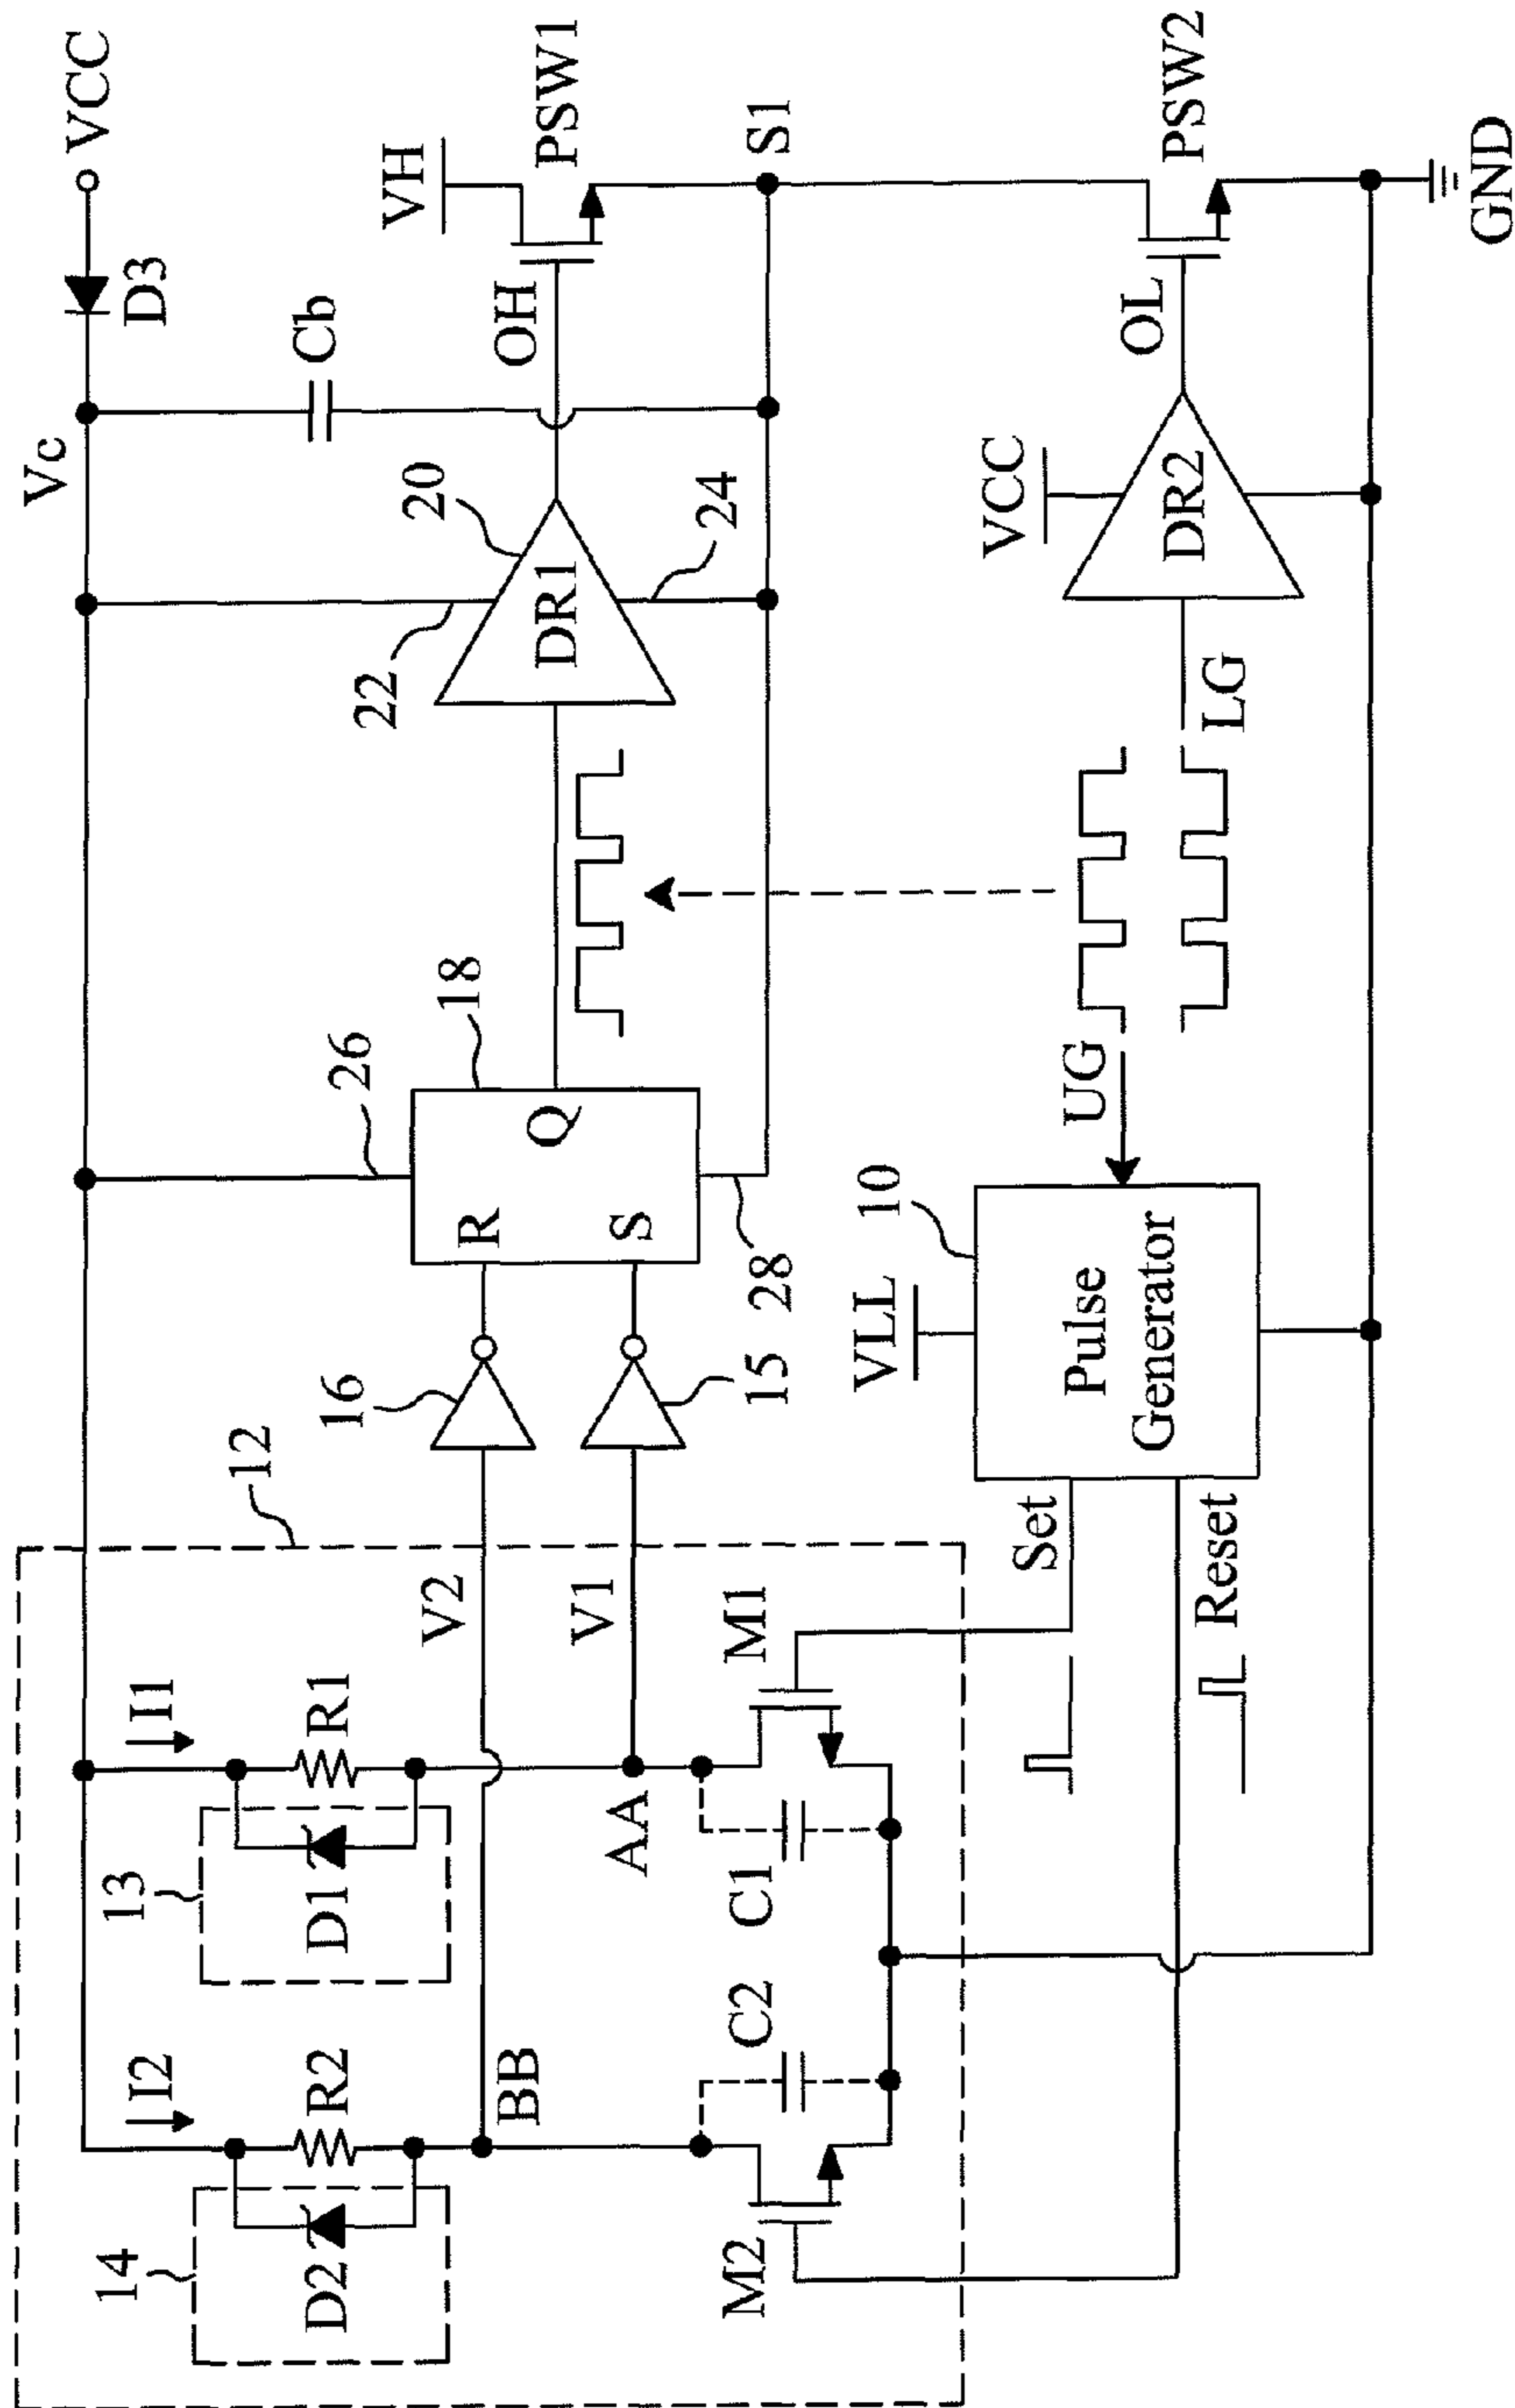 VCC
D3
Vc
Cb
VH
PSW1
OH
S1
20
DR1
22
24
18
26
R
Q
S
28
16
15
12
V2
V1
I1
R1
13
D1
AA
M1
C1
I2
R2
14
D2
BB
M2
C2
VCC
DR2
OL
PSW2
GND
LG
UG
10
VLL
Pulse
Generator
Set
Reset